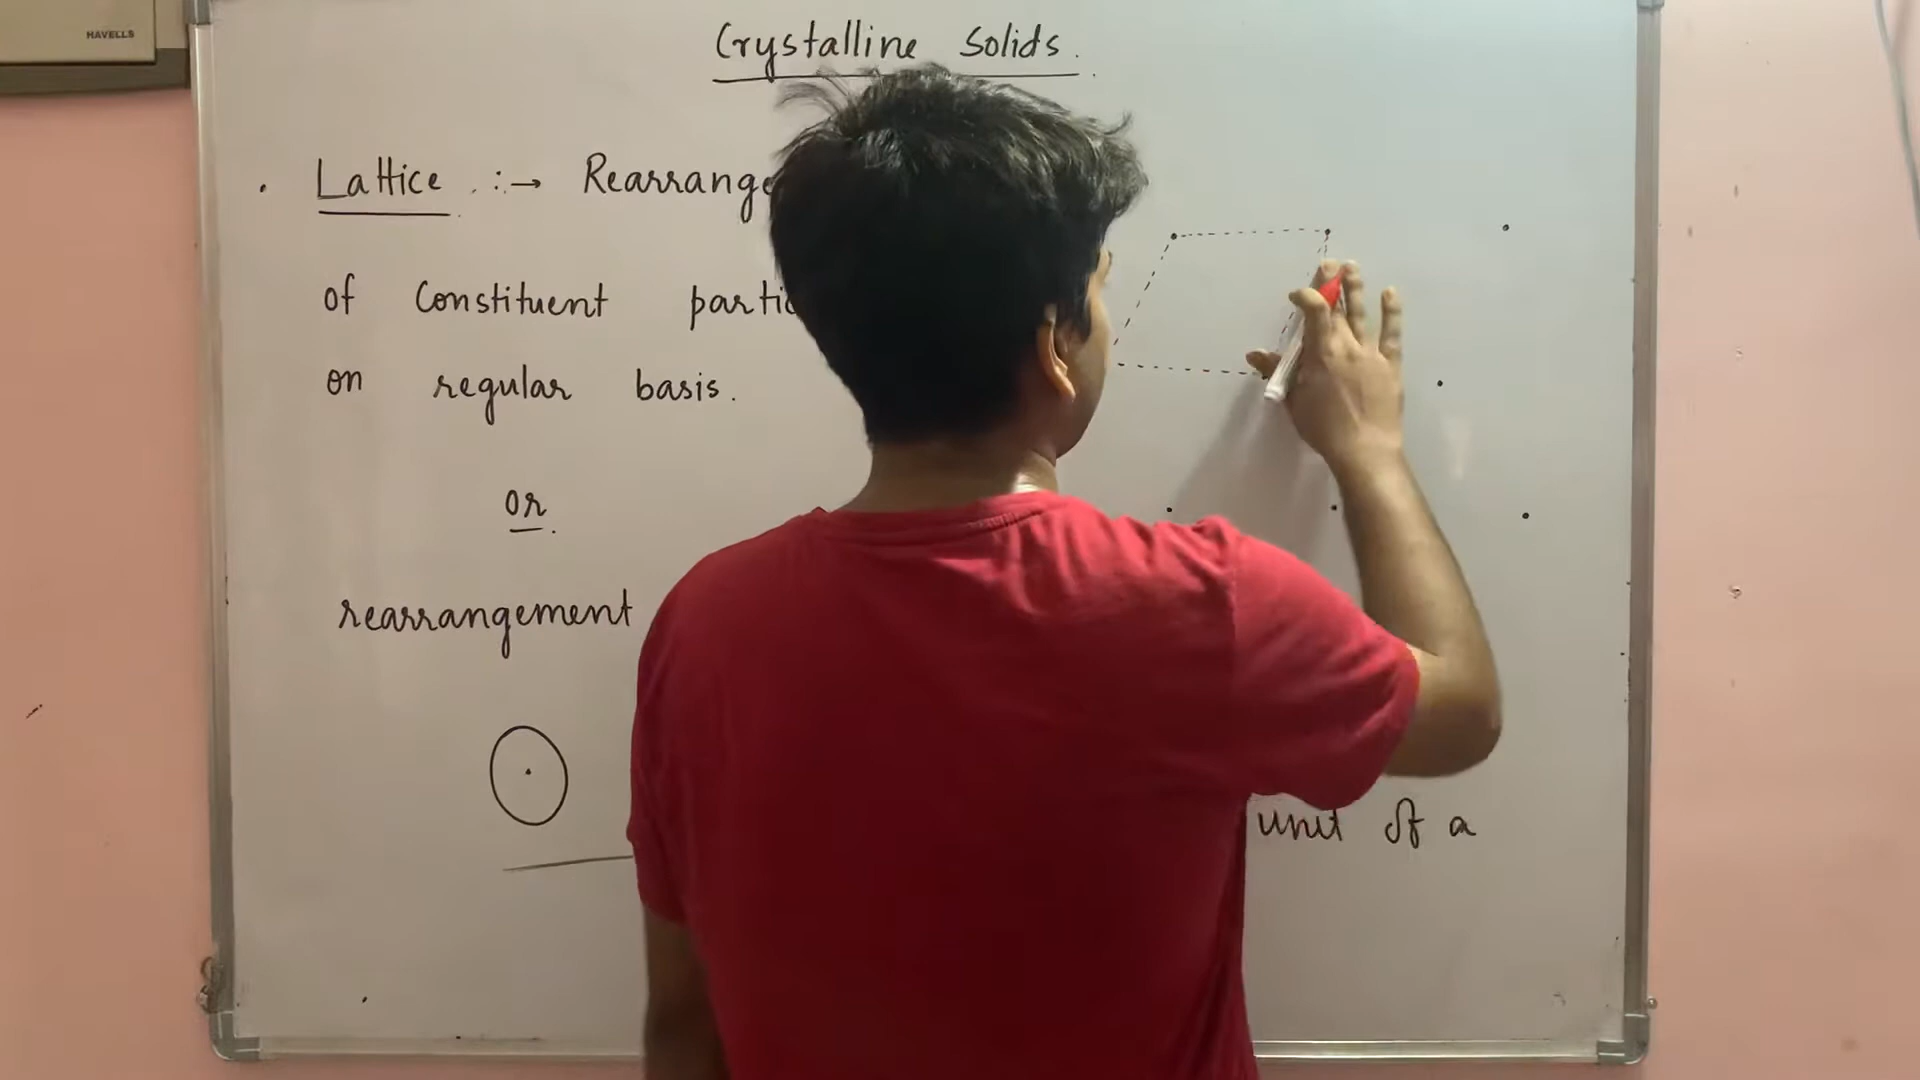 HAVELLS
Crystalline Solids.
. Lattice :→ Rearrange
of Constituent partic
on regular basis.
or
rearrangement
unit of a